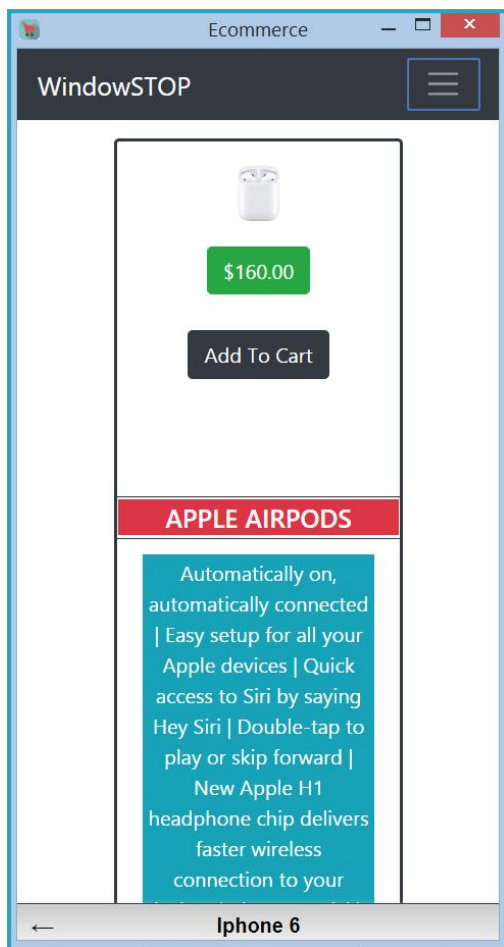 Ecommerce
WindowSTOP
$160.00
Add To Cart
APPLE AIRPODS
Automatically on,
automatically connected
| Easy setup for all your
Apple devices | Quick
access to Siri by saying
Hey Siri | Double-tap to
play or skip forward |
New Apple H1
headphone chip delivers
faster wireless
connection to your
Iphone 6